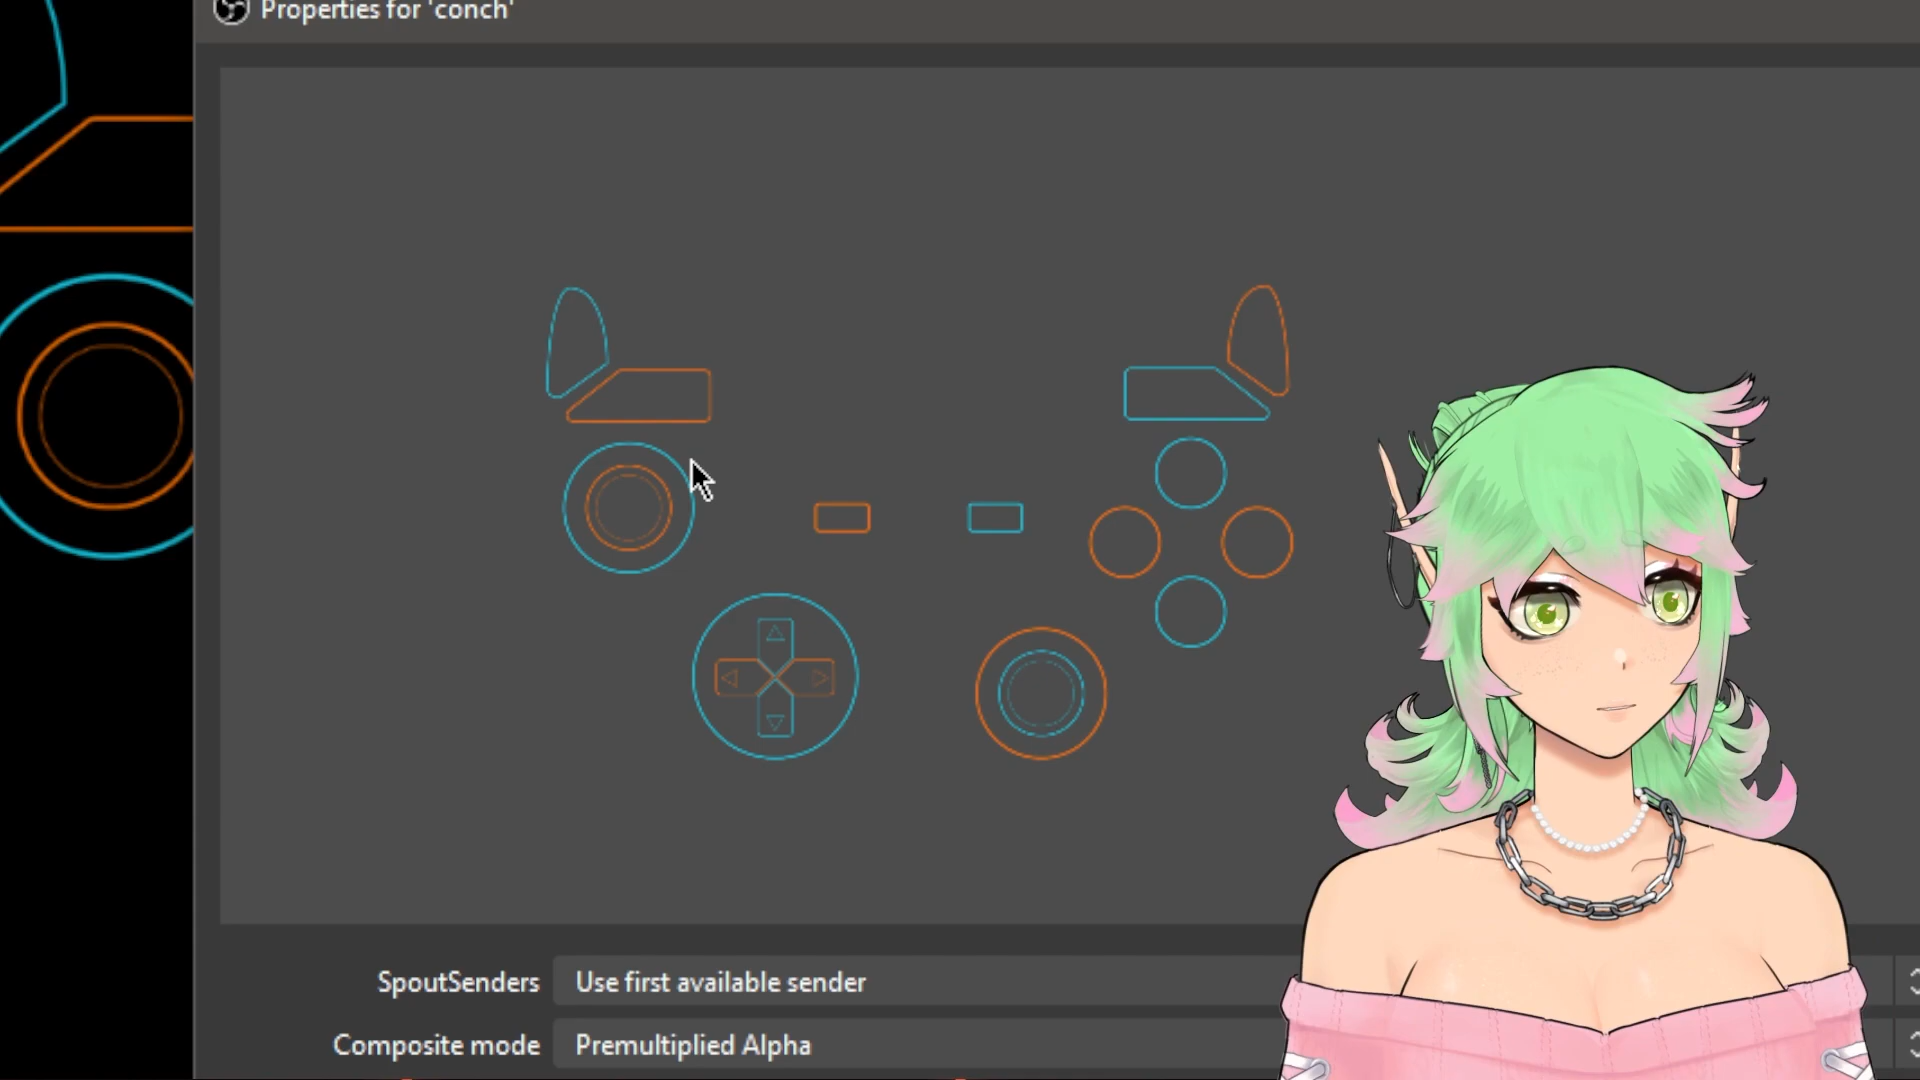 Properties for 'conch'
SpoutSenders
Use first available sender
Composite mode
Premultiplied Alpha